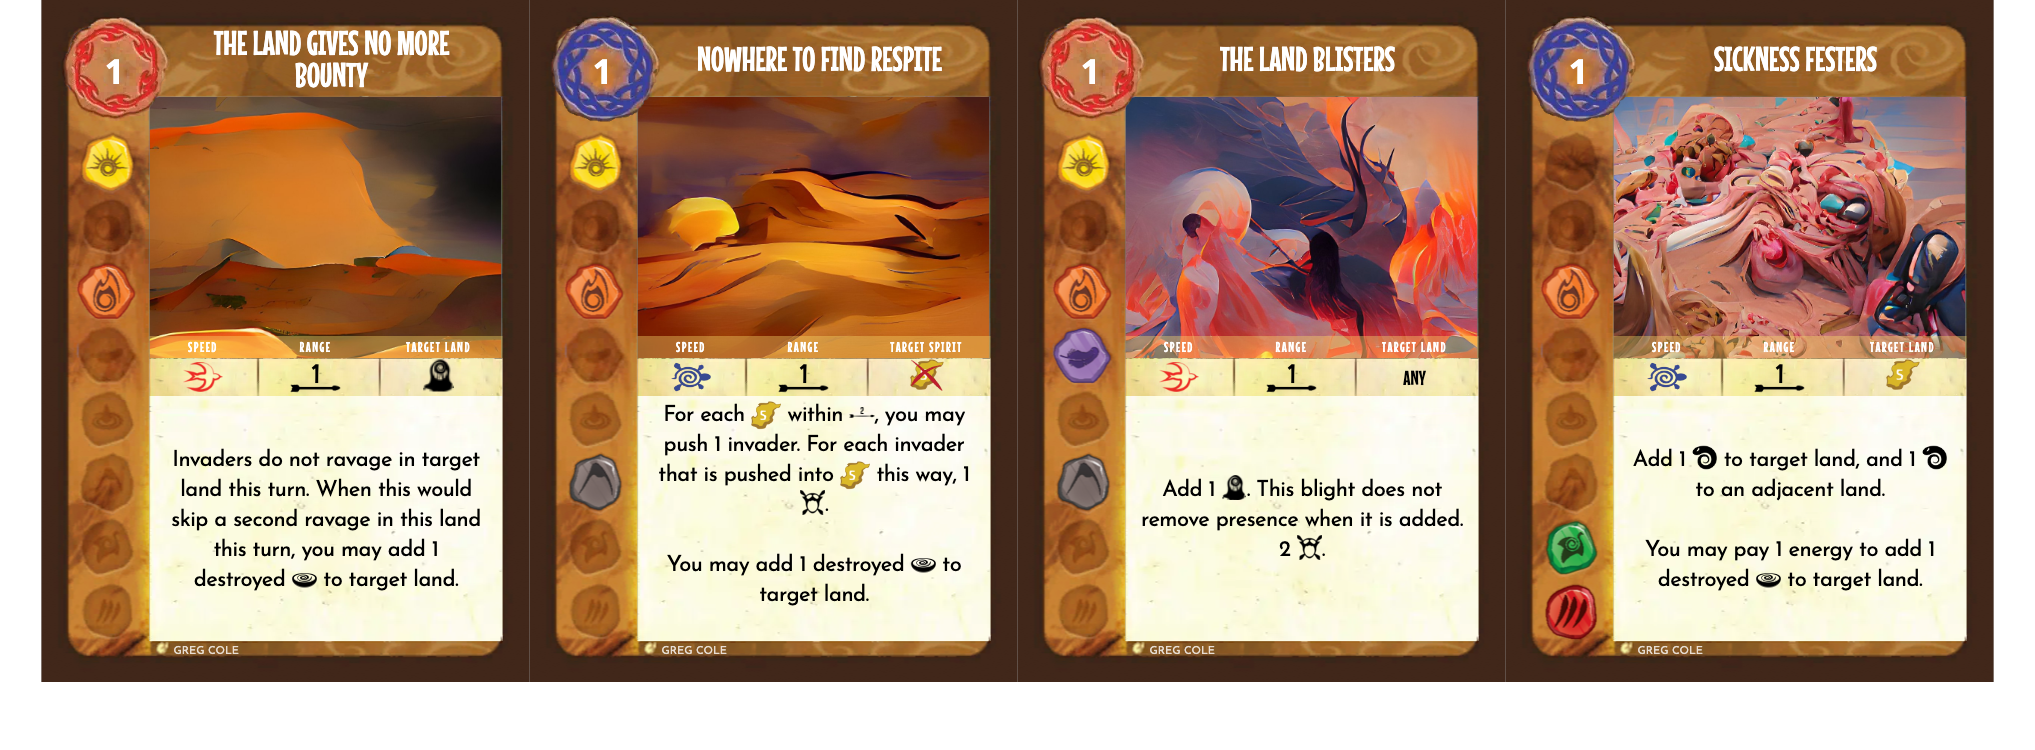 1
THE LAND GIVES NO MORE
BOUNTY
SPEED RANGE TARGET LAND
1
Invaders do not ravage in target
land this turn. When this would
skip a second ravage in this land
this turn, you may add 1
destroyed to target land.
GREG COLE
1
NOWHERE TO FIND RESPITE
SPEED RANGE TARGET SPIRIT
1
For each S within 2, you may
push 1 invader. For each invader
that is pushed into S this way, 1
.
You may add 1 destroyed to
target land.
GREG COLE
1
THE LAND BLISTERS
SPEED RANGE TARGET LAND
1 ANY
Add 1 . This blight does not
remove presence when it is added.
2 .
GREG COLE
1
SICKNESS FESTERS
SPEED RANGE TARGET LAND
1 S
Add 1 to target land, and 1
to an adjacent land.
You may pay 1 energy to add 1
destroyed to target land.
GREG COLE